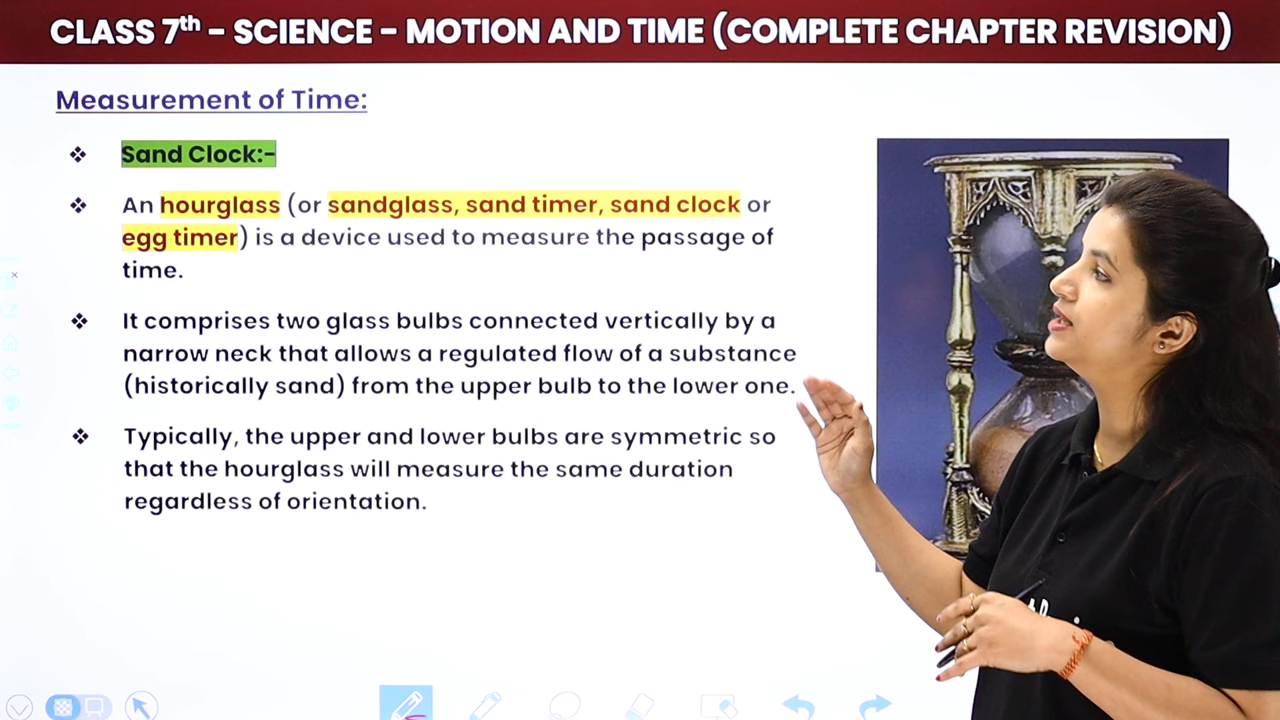 CLASS 7th – SCIENCE – MOTION AND TIME (COMPLETE CHAPTER REVISION)
Measurement of Time:
❖ Sand Clock:-
❖ An hourglass (or sandglass, sand timer, sand clock or
egg timer) is a device used to measure the passage of
time.
❖ It comprises two glass bulbs connected vertically by a
narrow neck that allows a regulated flow of a substance
(historically sand) from the upper bulb to the lower one.
❖ Typically, the upper and lower bulbs are symmetric so
that the hourglass will measure the same duration
regardless of orientation.